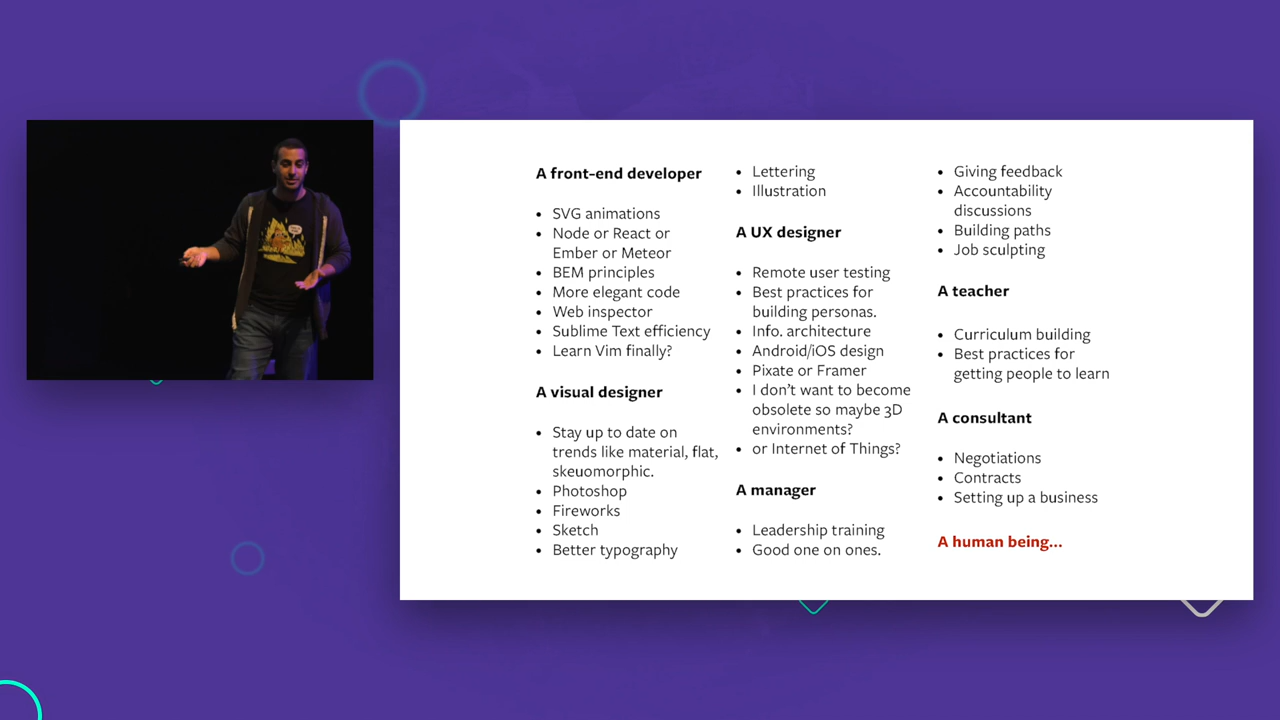 A front-end developer
SVG animations
Node or React or
Ember or Meteor
BEM principles
More elegant code
Web inspector
Sublime Text efficiency
Learn Vim finally?
A visual designer
Stay up to date on
trends like material, flat,
skeuomorphic.
Photoshop
Fireworks
Sketch
Better typography
Lettering
Illustration
A UX designer
Remote user testing
Best practices for
building personas.
Info. architecture
Android/iOS design
Pixate or Framer
I don't want to become
obsolete so maybe 3D
environments?
or Internet of Things?
A manager
Leadership training
Good one on ones.
Giving feedback
Accountability
discussions
Building paths
Job sculpting
A teacher
Curriculum building
Best practices for
getting people to learn
A consultant
Negotiations
Contracts
Setting up a business
A human being...